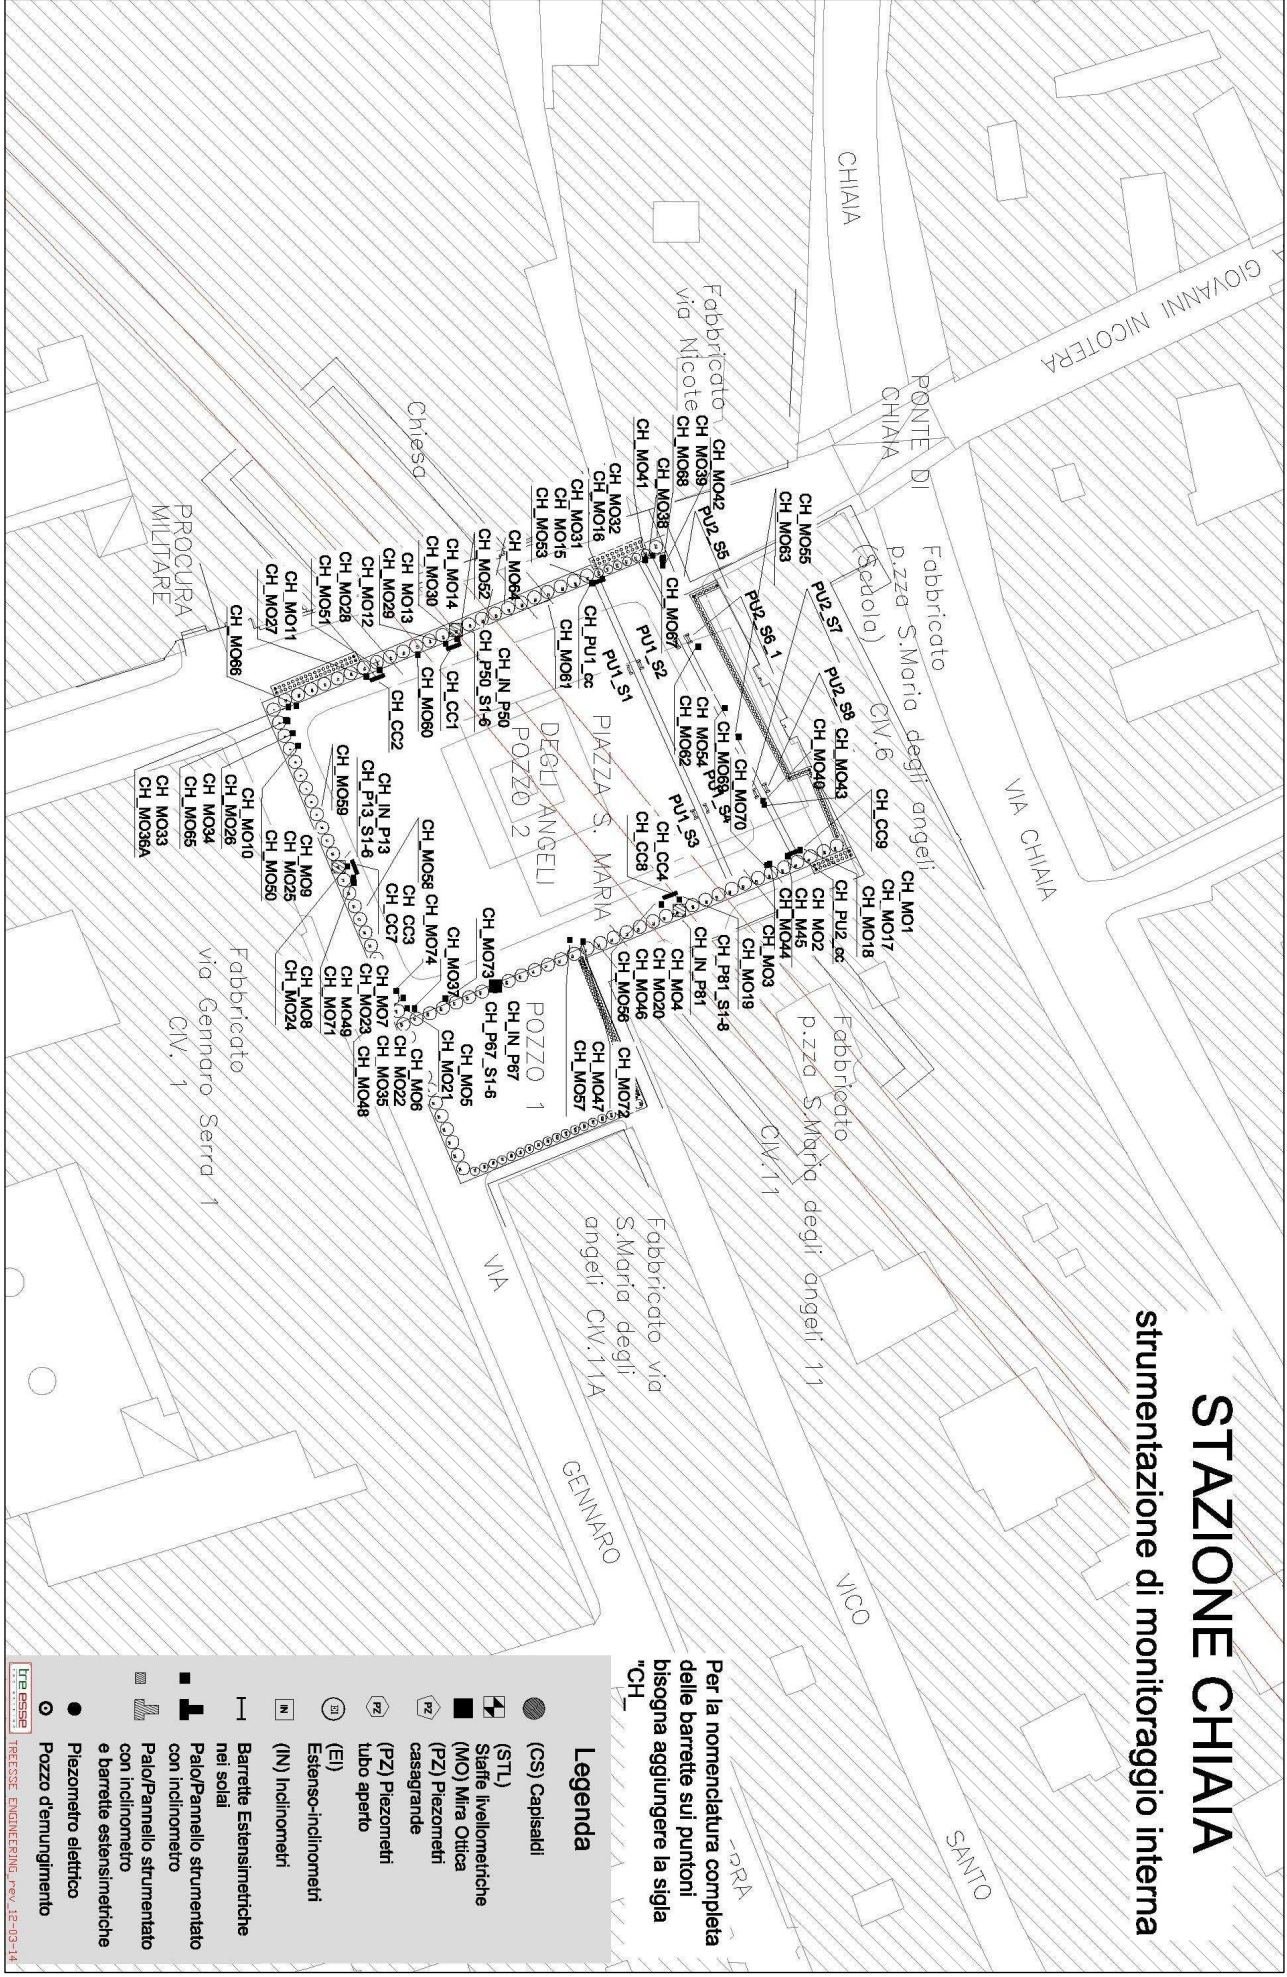 STAZIONE CHIAIA
strumentazione di monitoraggio interna
CHIAIA
GIOVANNI NICOTERA
PONTE DI
CHIAIA
VIA CHIAIA
Fabbricato
via Nicote
Fabbricato
p.zza S.Maria degli angeli
CIV.6
(Scuola)
Chiesa
PROCURA
MILITARE
PIAZZA S. MARIA
DEGLI ANGELI
POZZO 2
POZZO 1
Fabbricato
p.zza S.Maria degli angeli 11
CIV.11
Fabbricato via
S.Maria degli
angeli CIV.11A
Fabbricato
via Gennaro Serra 1
CIV. 1
VIA
GENNARO
VICO
SANTO
CH_MO42
CH_MO39
CH_MO68
CH_MO38
CH_MO41
CH_MO32
CH_MO16
CH_MO31
CH_MO15
CH_MO53
CH_MO64
CH_MO52
CH_MO14
CH_MO30
CH_MO13
CH_MO29
CH_MO12
CH_MO28
CH_MO51
CH_MO11
CH_MO27
CH_MO66
CH_MO55
CH_MO63
PU2_S5
PU2_S6_1
PU2_S7
PU2_S8
CH_MO67
PU1_S2
PU1_S1
CH_PU1_cc
CH_MO61
CH_IN_P50
CH_P50_S1-6
CH_CC1
CH_MO60
CH_CC2
CH_MO43
CH_MO40
CH_MO70
CH_MO69
CH_MO54
CH_MO62
PU1_S4
PU1_S3
CH_CC9
CH_CC4
CH_CC8
CH_MO1
CH_MO17
CH_MO18
CH_PU2_cc
CH_MO2
CH_M45
CH_MO44
CH_MO3
CH_MO19
CH_P81_S1-8
CH_IN_P81
CH_MO4
CH_MO20
CH_MO46
CH_MO56
CH_MO72
CH_MO47
CH_MO57
CH_IN_P67
CH_P67_S1-6
CH_MO73
CH_MO37
CH_MO74
CH_MO58
CH_CC3
CH_CC7
CH_IN_P13
CH_P13_S1-6
CH_MO59
CH_MO5
CH_MO21
CH_MO6
CH_MO22
CH_MO35
CH_MO48
CH_MO7
CH_MO23
CH_MO49
CH_MO71
CH_MO8
CH_MO24
CH_MO9
CH_MO25
CH_MO50
CH_MO10
CH_MO26
CH_MO34
CH_MO65
CH_MO33
CH_MO36A
Per la nomenclatura completa
delle barrette sui puntoni
bisogna aggiungere la sigla
"CH_
Legenda
(CS) Capisaldi
(STL)
Staffe livellometriche
(MO) Mira Ottica
PZ
(PZ) Piezometri
casagrande
PZ
(PZ) Piezometri
tubo aperto
EI
(EI)
Estenso-inclinometri
IN
(IN) Inclinometri
Barrette Estensimetriche
nei solai
Palo/Pannello strumentato
con inclinometro
Palo/Pannello strumentato
con inclinometro
e barrette estensimetriche
Piezometro elettrico
Pozzo d'emungimento
tre esse
TREESSE ENGINEERING_rev_12-03-14